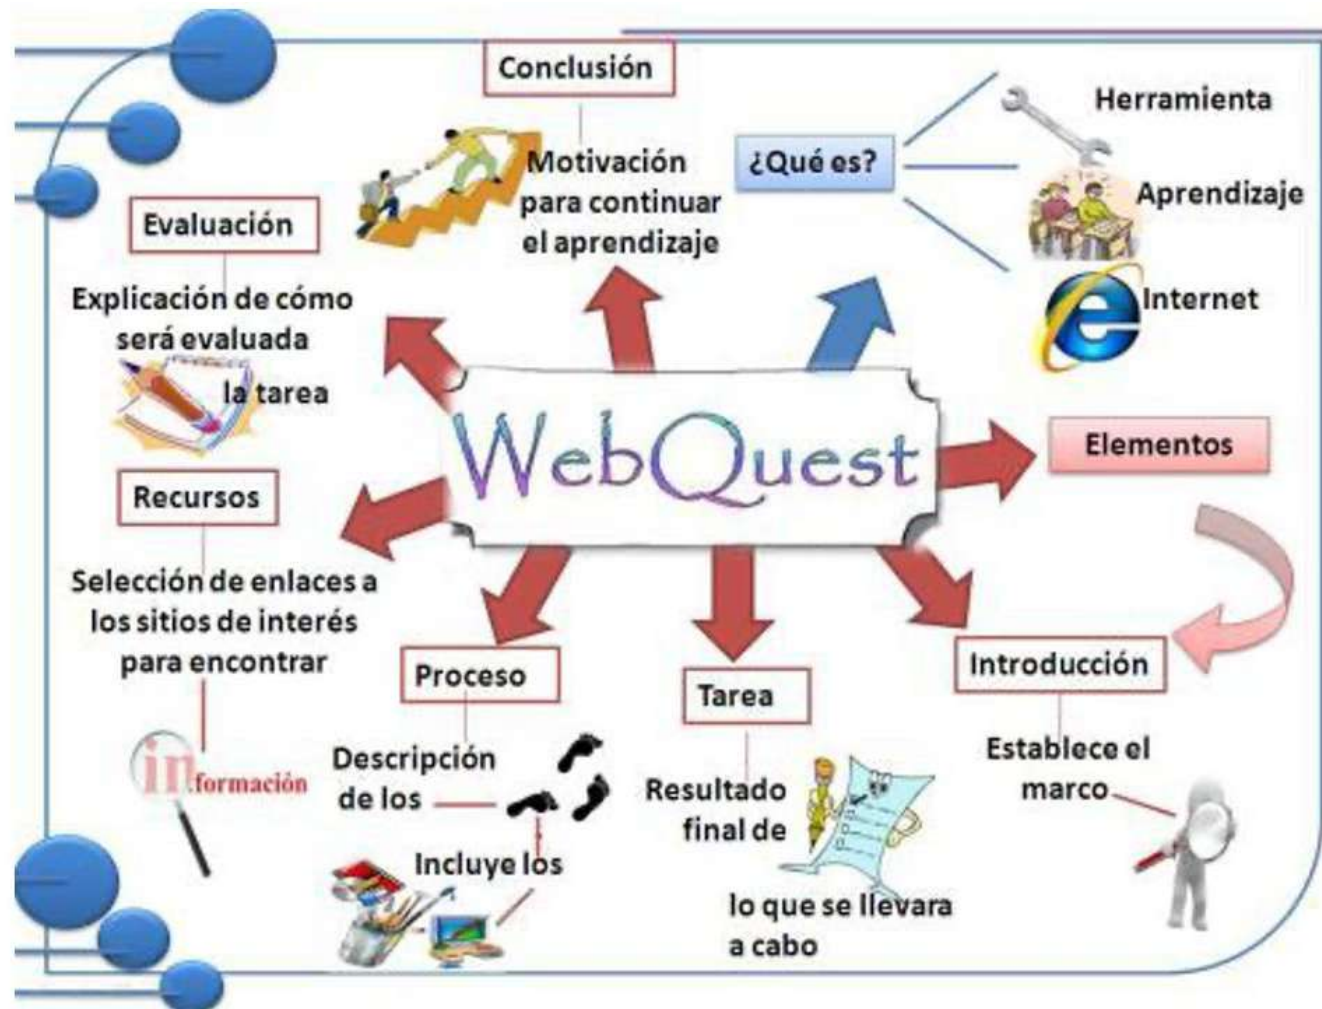 Conclusión
Motivación
para continuar
el aprendizaje
¿Qué es?
Herramienta
Aprendizaje
Internet
Evaluación
Explicación de cómo
será evaluada
la tarea
WebQuest
Elementos
Recursos
Selección de enlaces a
los sitios de interés
para encontrar
información
Proceso
Descripción
de los
Incluye los
Tarea
Resultado
final de
lo que se llevara
a cabo
Introducción
Establece el
marco